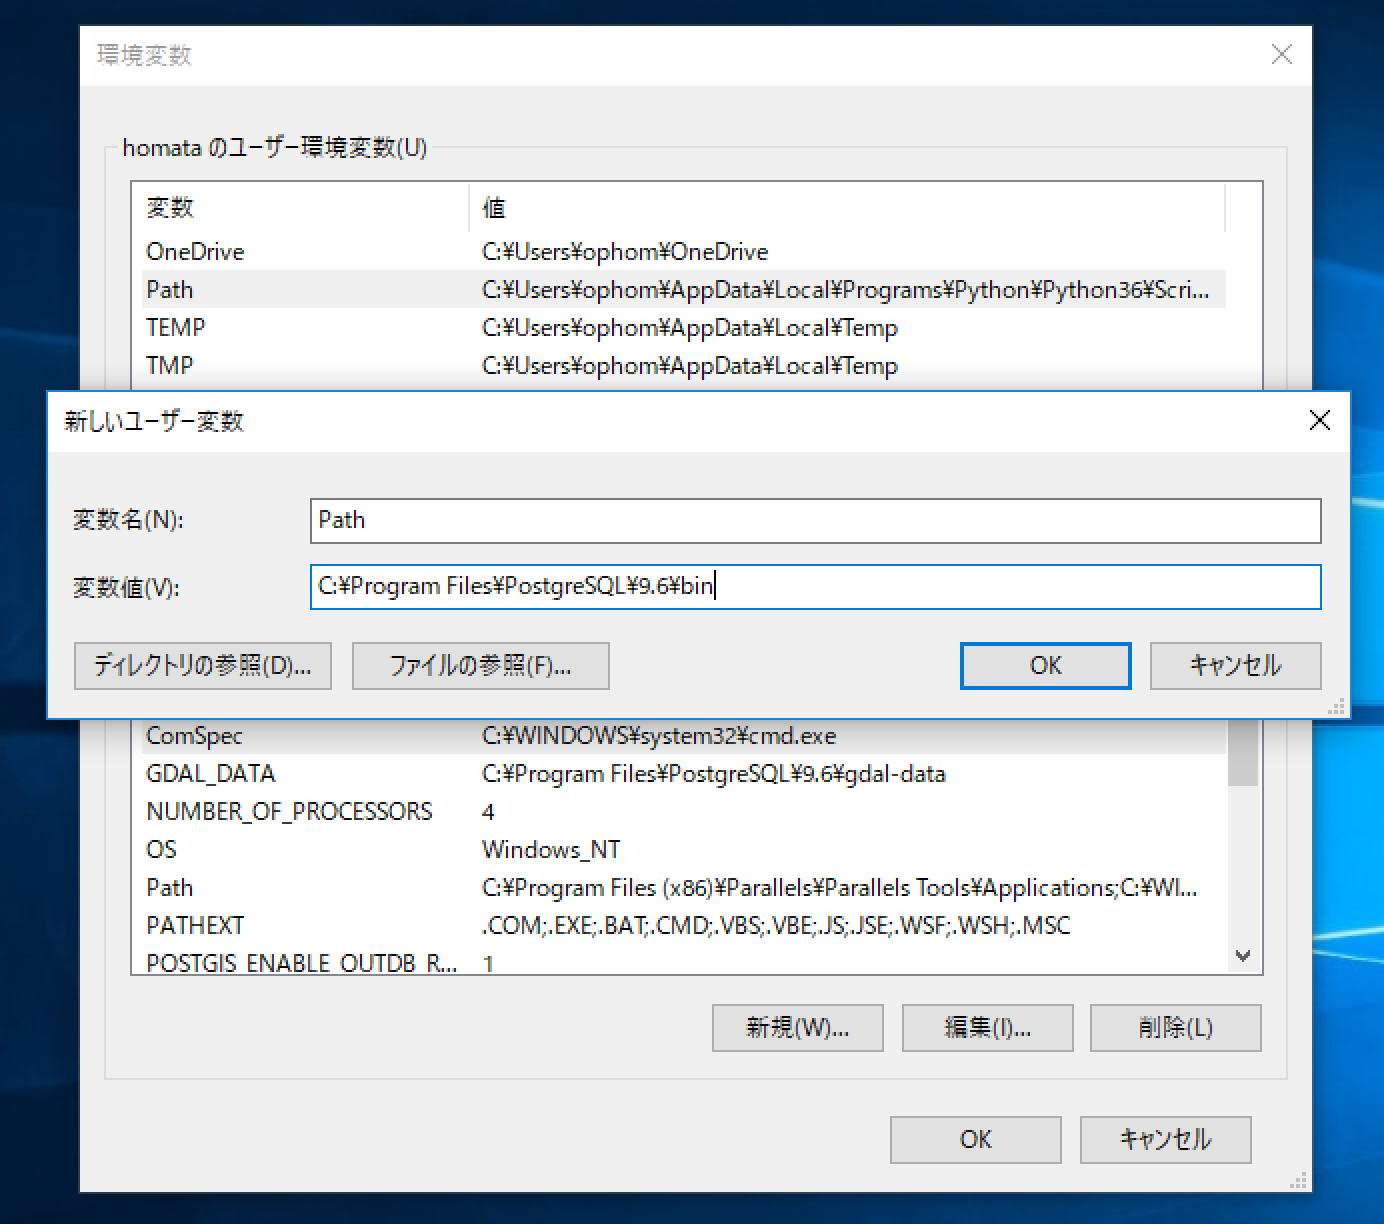 環境変数
homata のユーザー環境変数(U)
変数 値
OneDrive C:¥Users¥ophom¥OneDrive
Path C:¥Users¥ophom¥AppData¥Local¥Programs¥Python¥Python36¥Scri...
TEMP C:¥Users¥ophom¥AppData¥Local¥Temp
TMP C:¥Users¥ophom¥AppData¥Local¥Temp
新しいユーザー変数
変数名(N): Path
変数値(V): C:¥Program Files¥PostgreSQL¥9.6¥bin
ディレクトリの参照(D)... ファイルの参照(F)... OK キャンセル
ComSpec C:¥WINDOWS¥system32¥cmd.exe
GDAL_DATA C:¥Program Files¥PostgreSQL¥9.6¥gdal-data
NUMBER_OF_PROCESSORS 4
OS Windows_NT
Path C:¥Program Files (x86)¥Parallels¥Parallels Tools¥Applications;C:¥WI...
PATHEXT .COM;.EXE;.BAT;.CMD;.VBS;.VBE;.JS;.JSE;.WSF;.WSH;.MSC
POSTGIS_ENABLE_OUTDB_R... 1
新規(W)... 編集(I)... 削除(L)
OK キャンセル